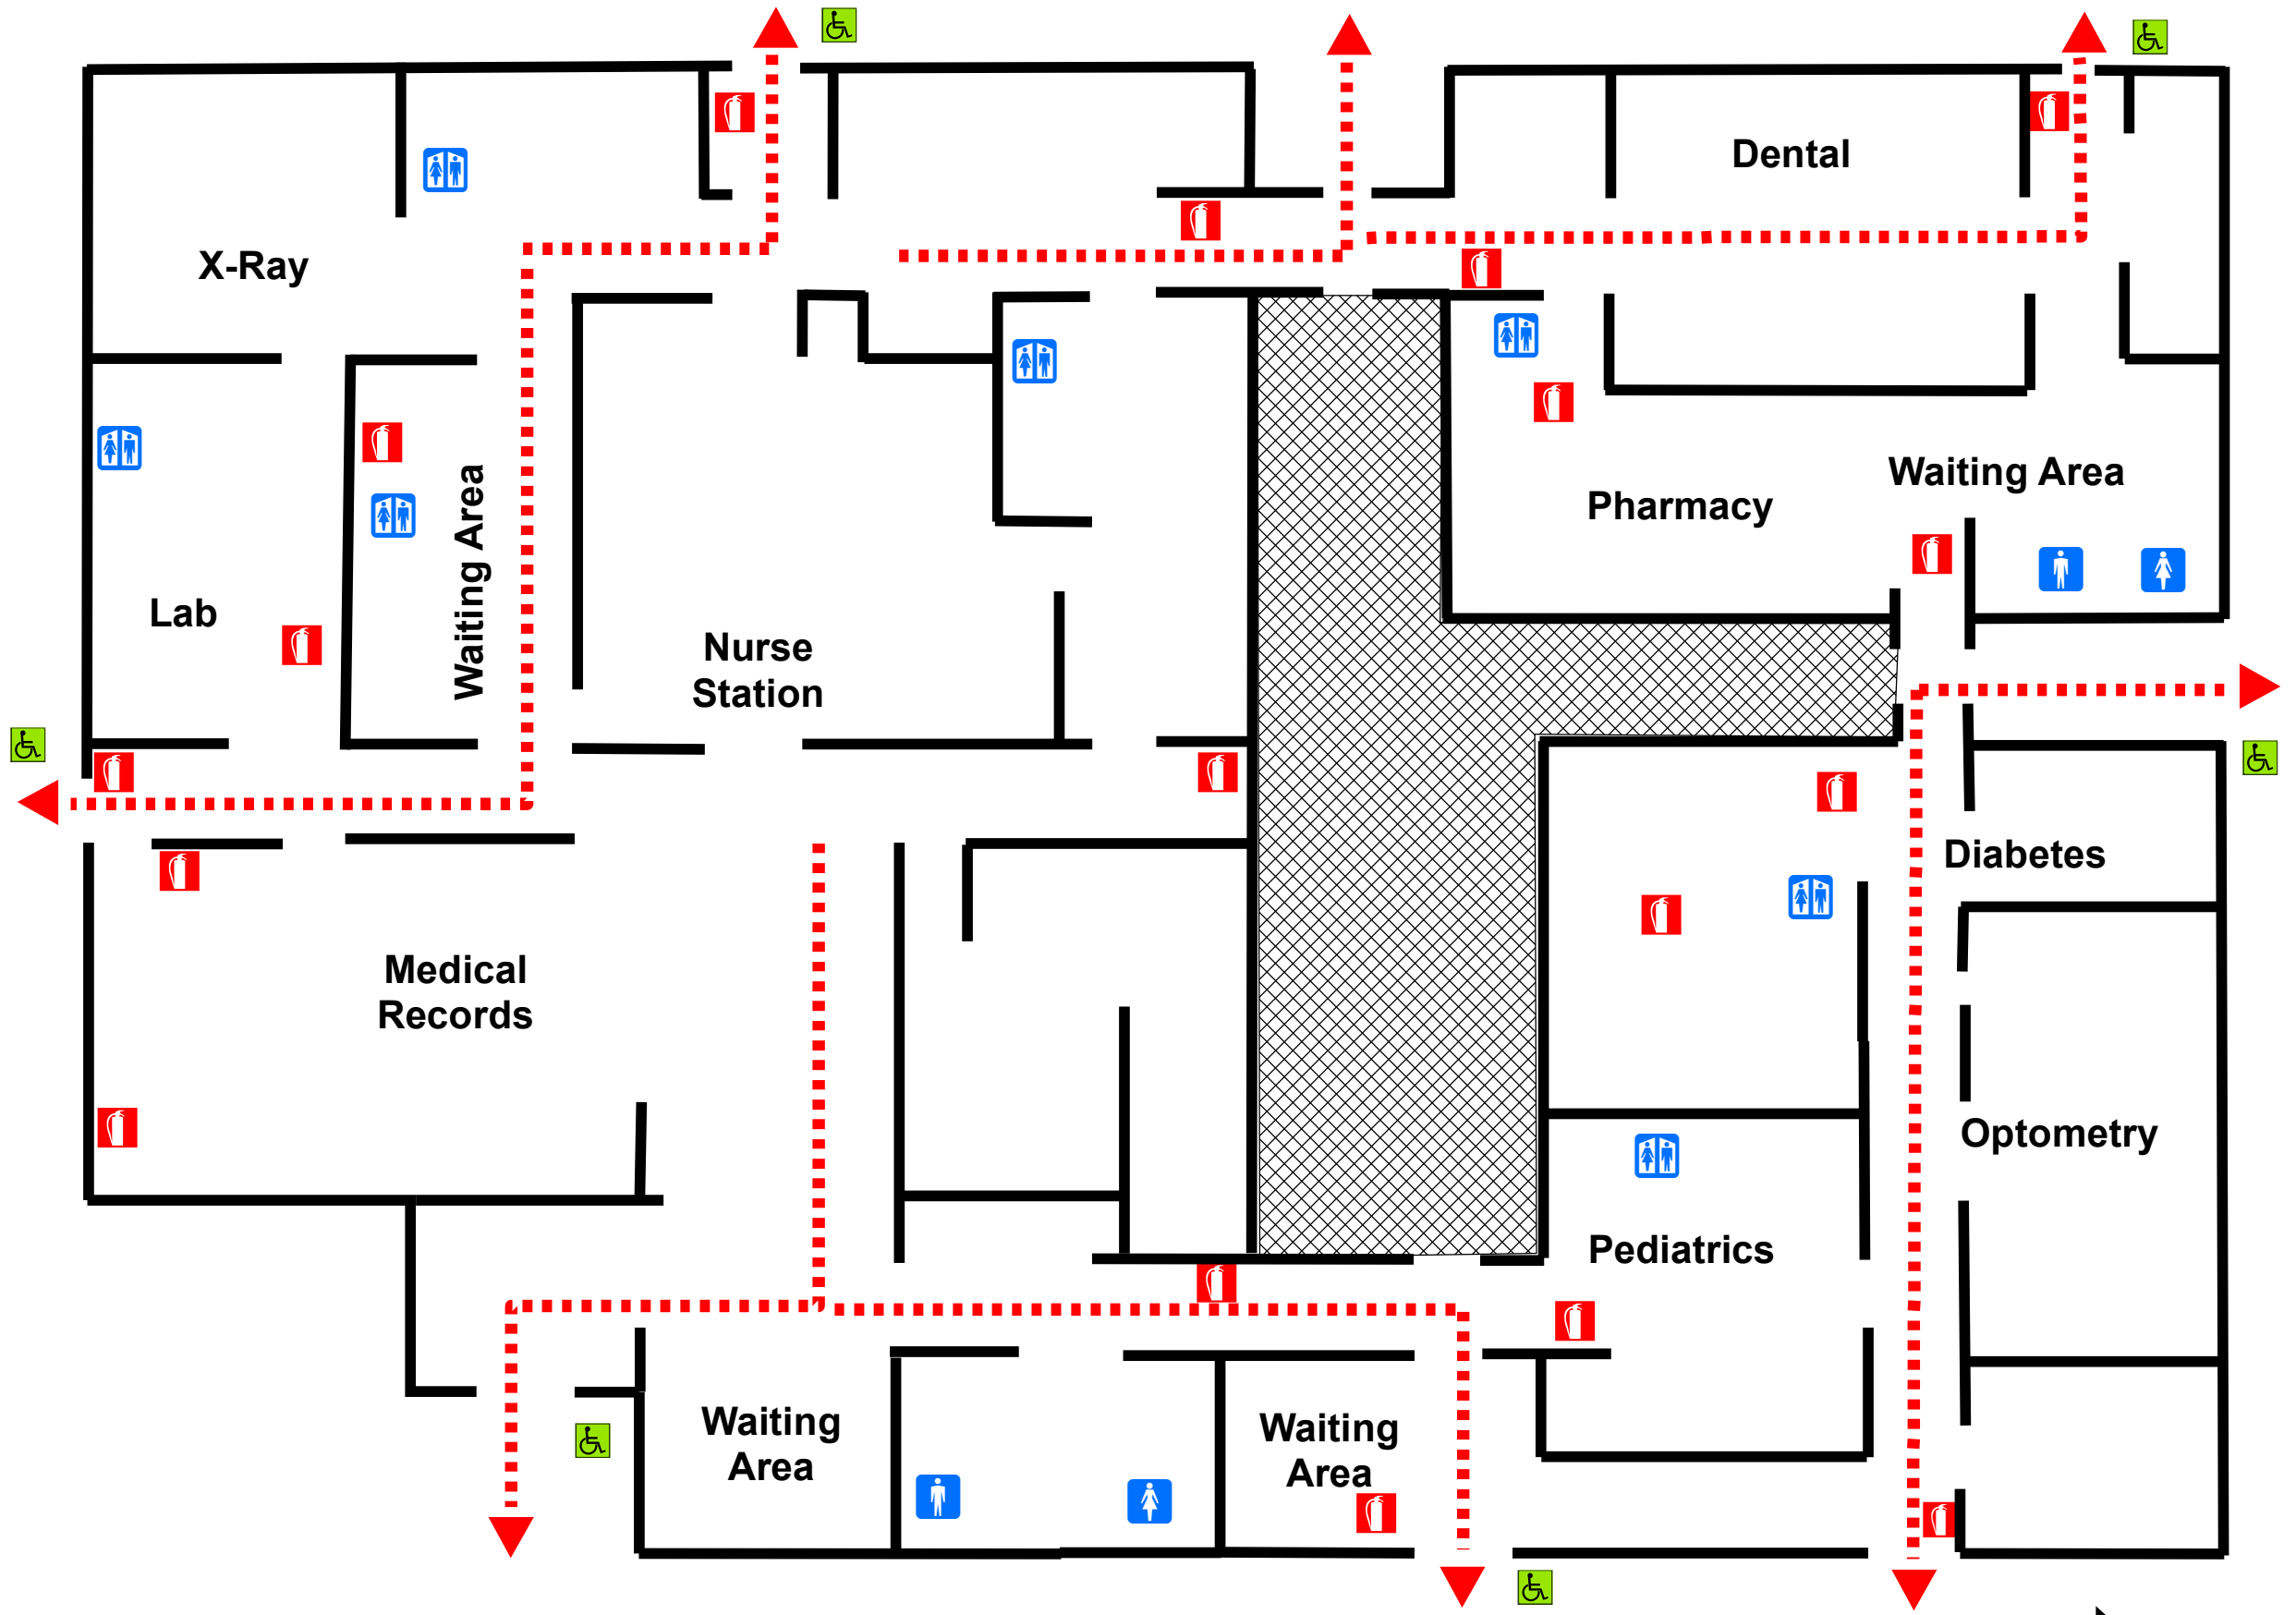 Dental
X-Ray
Waiting Area
Pharmacy
Waiting Area
Lab
Nurse
Station
Diabetes
Medical
Records
Optometry
Pediatrics
Waiting
Area
Waiting
Area